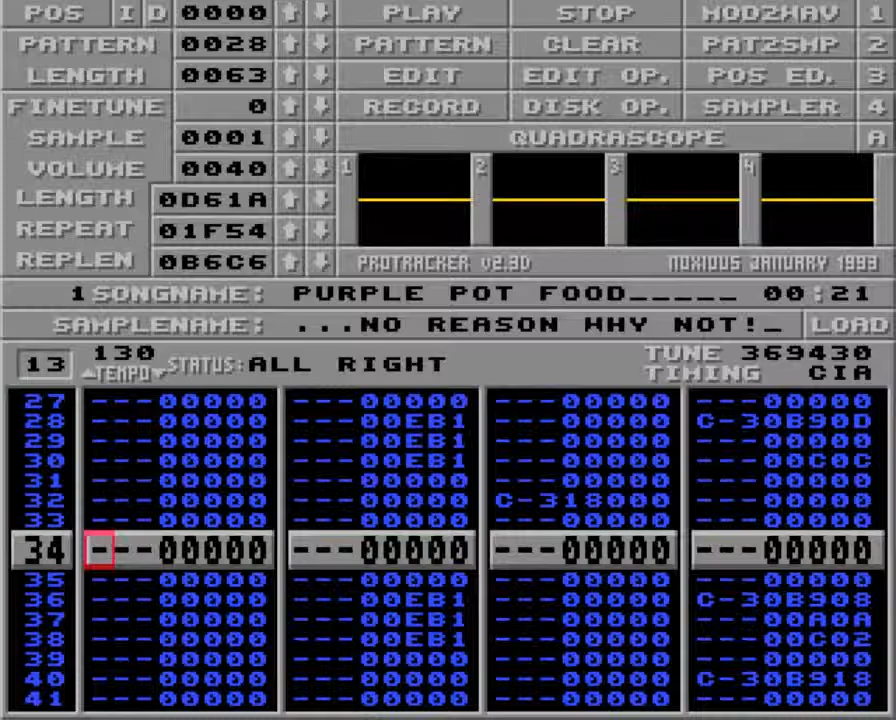 POS I D 0000 PLAY STOP MOD2WAV 1
PATTERN 0028 PATTERN CLEAR PAT2SMP 2
LENGTH 0063 EDIT EDIT OP. POS ED. 3
FINETUNE 0 RECORD DISK OP. SAMPLER 4
SAMPLE 0001 QUADRASCOPE A
VOLUME 0040 1 2 3 4
LENGTH 0D61A
REPEAT 01F54
REPLEN 0B6C6 PROTRACKER V2.3D NOXIOUS JANUARY 1993
1 SONGNAME: PURPLE POT FOOD_____ 00:21
SAMPLENAME: ...NO REASON WHY NOT!_ LOAD
13 130 TEMPO STATUS: ALL RIGHT TUNE 369430
TIMING CIA
27 ---00000 ---00000 ---00000 ---00000
28 ---00000 ---00EB1 ---00000 C-30B90D
29 ---00000 ---00EB1 ---00000 ---00000
30 ---00000 ---00EB1 ---00000 ---00C0C
31 ---00000 ---00000 ---00000 ---00000
32 ---00000 ---00000 C-318000 ---00000
33 ---00000 ---00000 ---00000 ---00000
34 ---00000 ---00000 ---00000 ---00000
35 ---00000 ---00000 ---00000 ---00000
36 ---00000 ---00EB1 ---00000 C-30B908
37 ---00000 ---00EB1 ---00000 ---00A0A
38 ---00000 ---00EB1 ---00000 ---00C02
39 ---00000 ---00000 ---00000 ---00000
40 ---00000 ---00000 ---00000 C-30B918
41 ---00000 ---00000 ---00000 ---00000